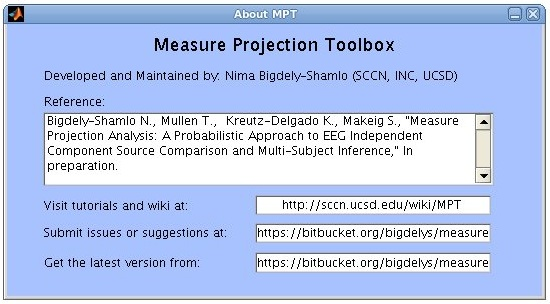 About MPT
Measure Projection Toolbox
Developed and Maintained by: Nima Bigdely-Shamlo (SCCN, INC, UCSD)
Reference:
Bigdely-Shamlo N., Mullen T.,  Kreutz-Delgado K., Makeig S., "Measure
Projection Analysis: A Probabilistic Approach to EEG Independent
Component Source Comparison and Multi-Subject Inference," In
preparation.
Visit tutorials and wiki at: http://sccn.ucsd.edu/wiki/MPT
Submit issues or suggestions at: https://bitbucket.org/bigdelys/measure
Get the latest version from: https://bitbucket.org/bigdelys/measure